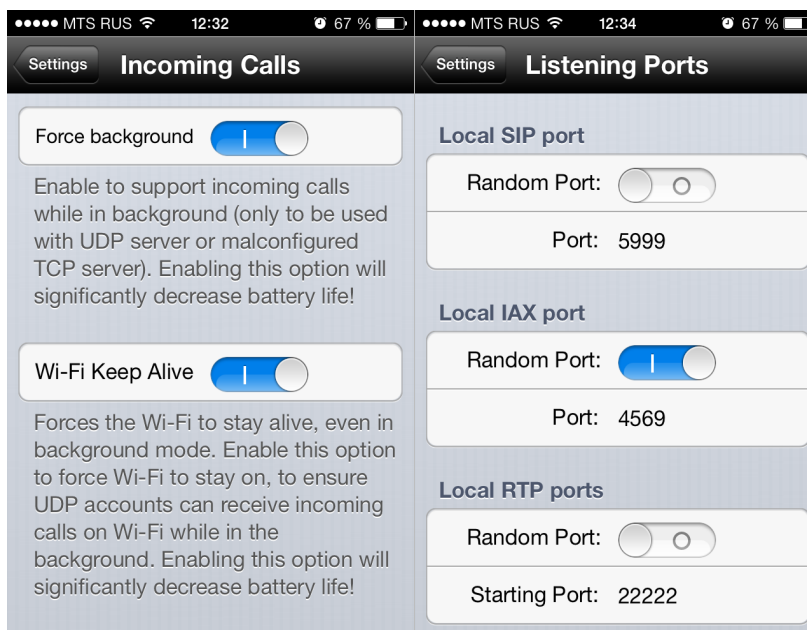 MTS RUS 12:32 67 %
Settings Incoming Calls
Force background
Enable to support incoming calls
while in background (only to be used
with UDP server or malconfigured
TCP server). Enabling this option will
significantly decrease battery life!
Wi-Fi Keep Alive
Forces the Wi-Fi to stay alive, even in
background mode. Enable this option
to force Wi-Fi to stay on, to ensure
UDP accounts can receive incoming
calls on Wi-Fi while in the
background. Enabling this option will
significantly decrease battery life!
MTS RUS 12:34 67 %
Settings Listening Ports
Local SIP port
Random Port:
Port: 5999
Local IAX port
Random Port:
Port: 4569
Local RTP ports
Random Port:
Starting Port: 22222